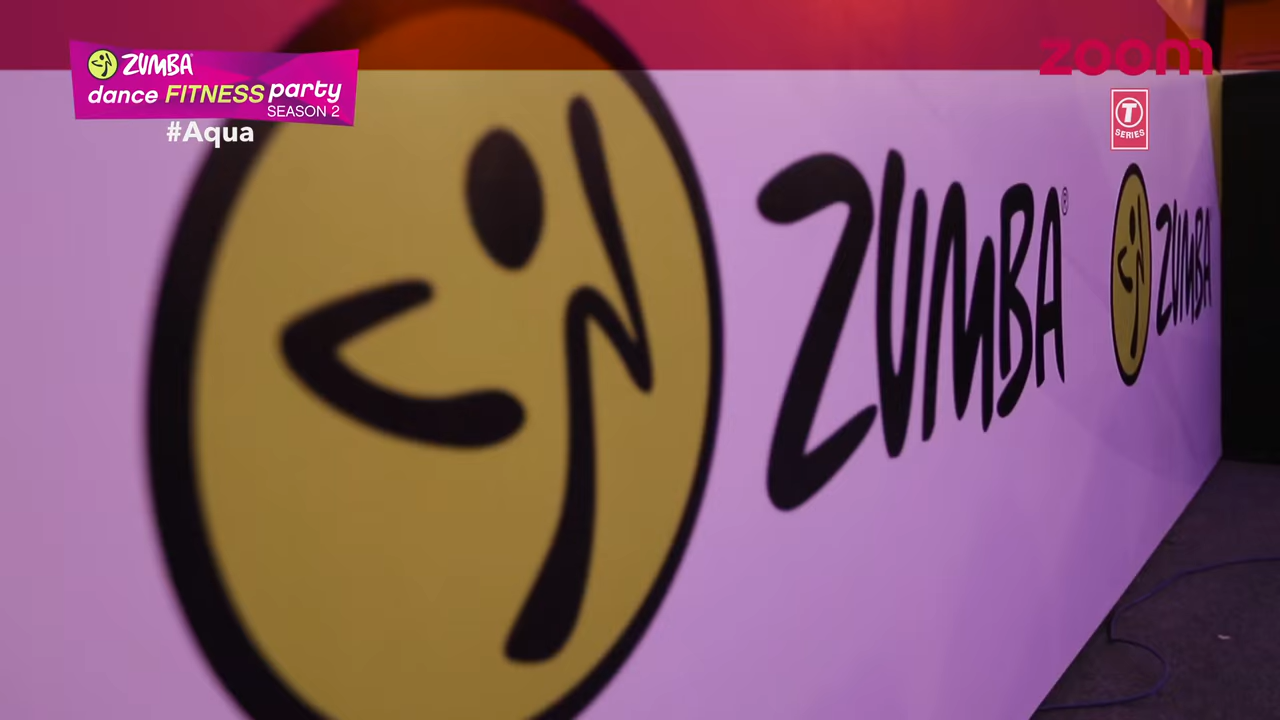 ZUMBA
dance FITNESS party
SEASON 2
#Aqua
zoom
T
SERIES
ZUMBA®
ZUMBA